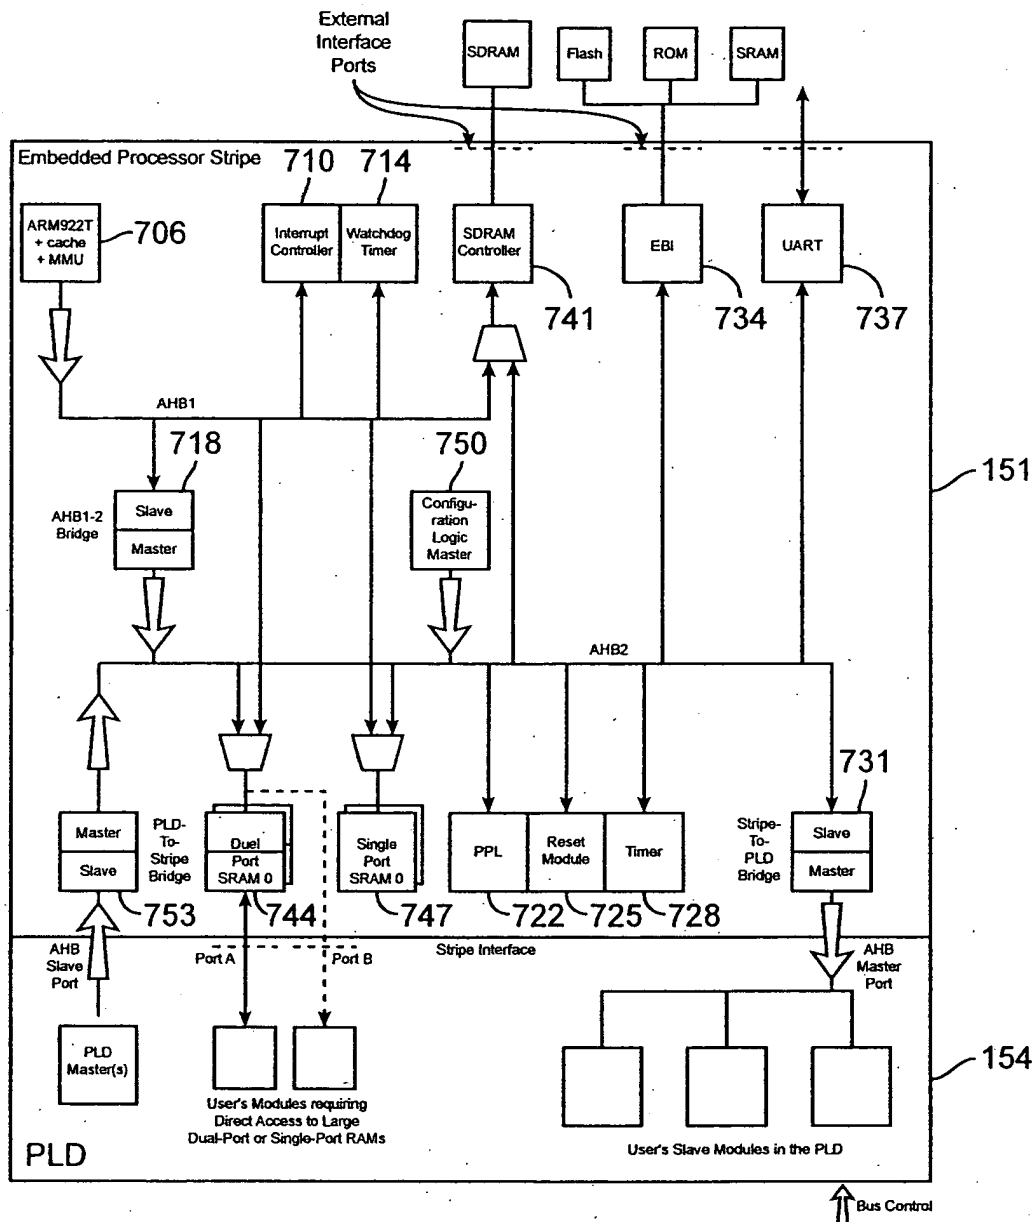 External
Interface
Ports
SDRAM
Flash
ROM
SRAM
Embedded Processor Stripe
710
714
ARM922T
+ cache
+ MMU
706
Interrupt
Controller
Watchdog
Timer
SDRAM
Controller
EBI
UART
741
734
737
AHB1
718
750
151
AHB1-2
Bridge
Slave
Master
Configu-
ration
Logic
Master
AHB2
731
Master
Slave
PLD-
To-
Stripe
Bridge
Duel
Port
SRAM 0
Single
Port
SRAM 0
PPL
Reset
Module
Timer
Stripe-
To-
PLD
Bridge
Slave
Master
753
744
747
722
725
728
AHB
Slave
Port
Port A
Port B
Stripe Interface
AHB
Master
Port
PLD
Master(s)
154
User's Modules requiring
Direct Access to Large
Dual-Port or Single-Port RAMs
User's Slave Modules in the PLD
PLD
Bus Control